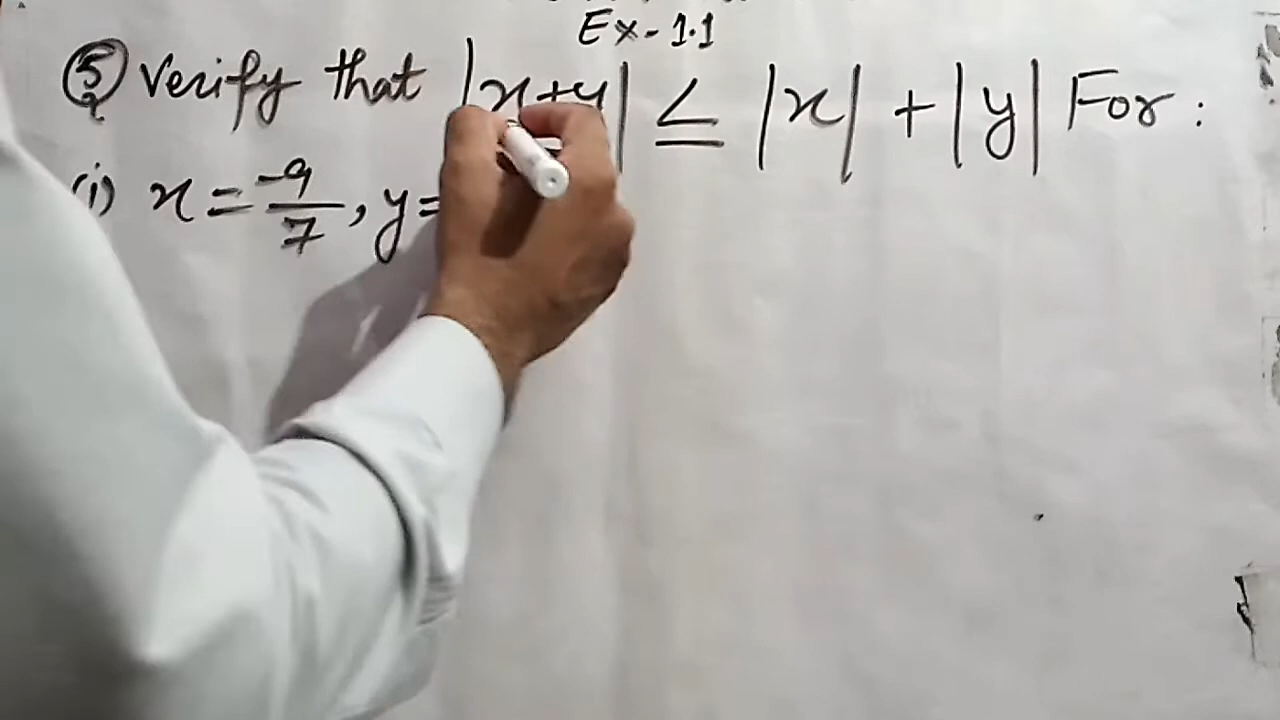 Ex-1.1
5 Verify that |x+y| ≤ |x| + |y| For :
(i) x = -9/7, y=